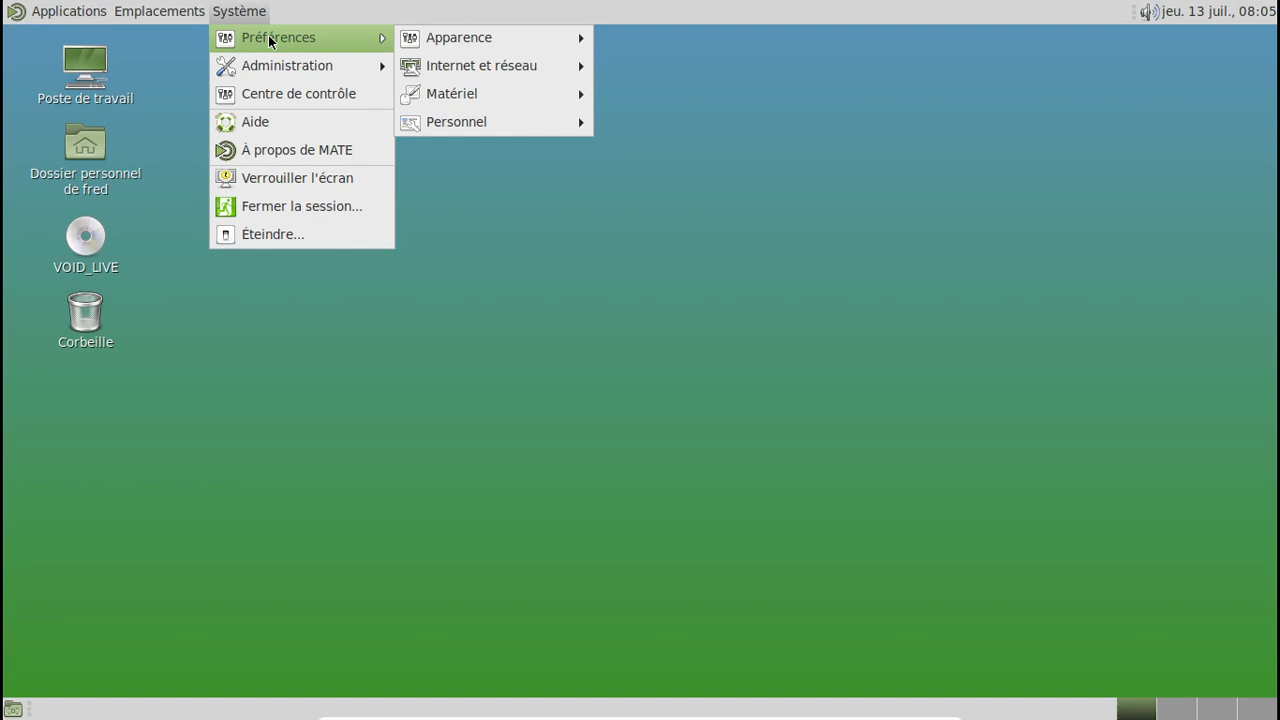 Applications Emplacements Système
jeu. 13 juil., 08:05
Préférences
Administration
Centre de contrôle
Aide
À propos de MATE
Verrouiller l'écran
Fermer la session...
Éteindre...
Apparence
Internet et réseau
Matériel
Personnel
Poste de travail
Dossier personnel
de fred
VOID_LIVE
Corbeille